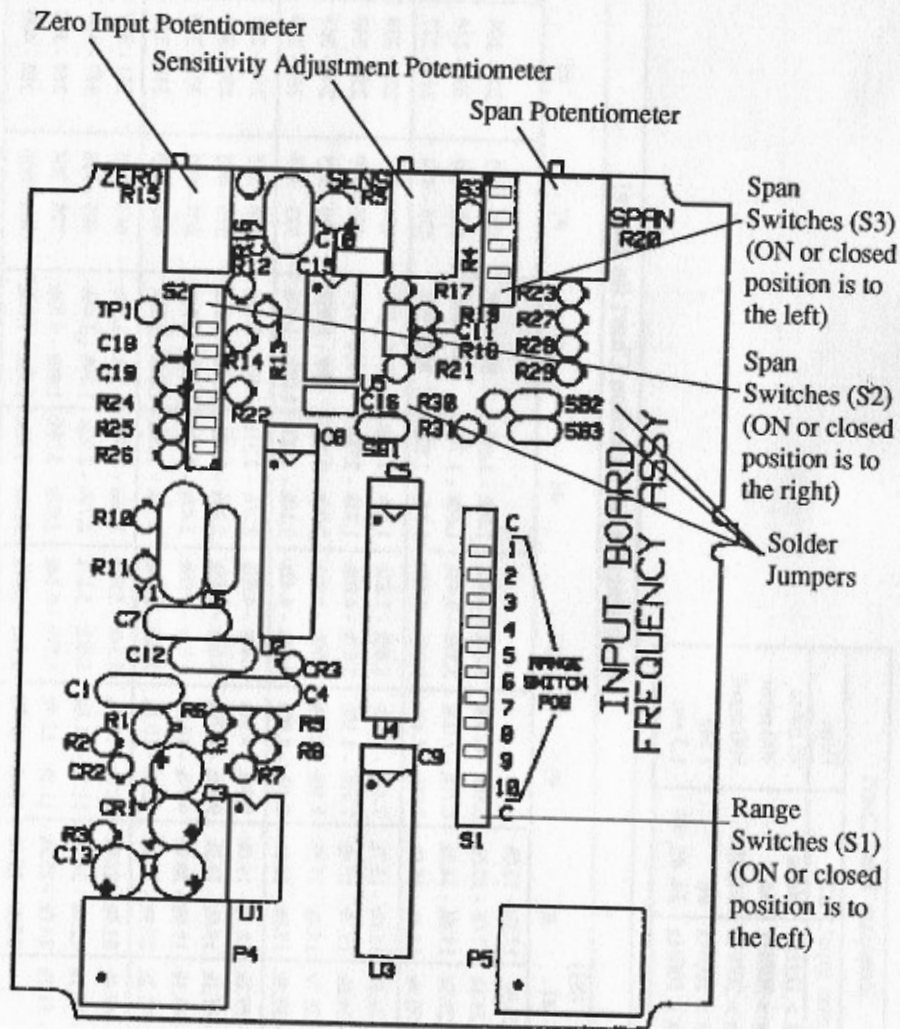 Zero Input Potentiometer
Sensitivity Adjustment Potentiometer
Span Potentiometer
ZERO
R15
S3
R4
SPAN
R20
Span
Switches (S3)
(ON or closed
position is to
the left)
S2
C15
R17
R23
TP1
C18
C19
R14
C11
R27
R28
R29
R21
R24
R25
R26
R22
U5
C16
R30
R31
SB1
SB2
SB3
C8
Span
Switches (S2)
(ON or closed
position is to
the right)
R10
R11
Y1
C7
C12
CR3
C1
C4
R1
R2
R6
R5
R8
R7
CR2
CR1
C3
R3
C13
U1
P4
U4
C9
U3
C
1
2
3
4
5
6
7
8
9
10
C
S1
RANGE
SWITCH
POS
INPUT BOARD
FREQUENCY ASSY
Solder
Jumpers
Range
Switches (S1)
(ON or closed
position is to
the left)
P5